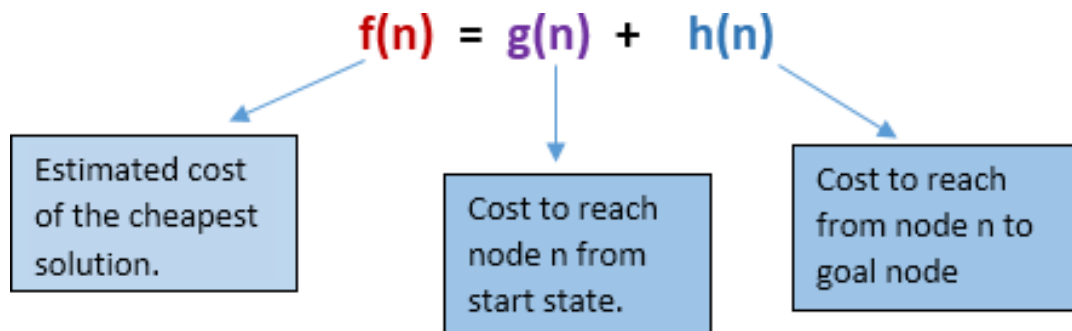 f(n) = g(n) + h(n)
Estimated cost
of the cheapest
solution.
Cost to reach
node n from
start state.
Cost to reach
from node n to
goal node